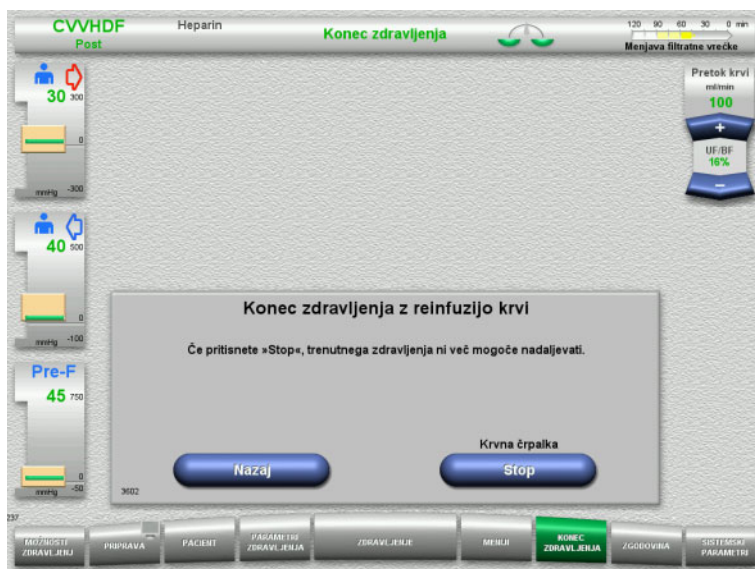 CVVHDF
Post
Heparin
Konec zdravljenja
120 90 60 30 0 min
Menjava filtratne vrečke
30 300
0
mmHg -300
40 500
0
mmHg -100
Pre-F
45 750
0
mmHg -50
Pretok krvi
ml/min
100
+
UF/BF
16%
–
Konec zdravljenja z reinfuzijo krvi
Če pritisnete »Stop«, trenutnega zdravljenja ni več mogoče nadaljevati.
Krvna črpalka
Nazaj
Stop
3602
237
MOŽNOSTI ZDRAVLJENJ
PRIPRAVA
PACIENT
PARAMETRI ZDRAVLJENJA
ZDRAVLJENJE
MENIJI
KONEC ZDRAVLJENJA
ZGODOVINA
SISTEMSKI PARAMETRI